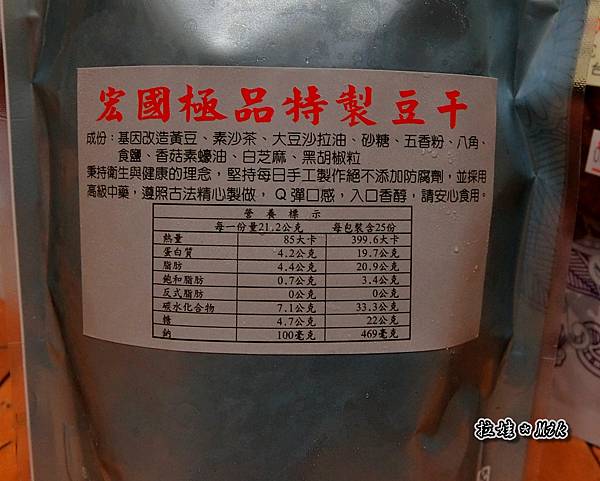 宏國極品特製豆干
成份：基因改造黃豆、素沙茶、大豆沙拉油、砂糖、五香粉、八角、
食鹽、香菇素蠔油、白芝麻、黑胡椒粒
秉持衛生與健康的理念，堅持每日手工製作絕不添加防腐劑，並採用
高級中藥，遵照古法精心製做，Q彈口感，入口香醇，請安心食用。
營養標示
每一份量21.2公克 每包裝含25份
熱量 85大卡 399.6大卡
蛋白質 4.2公克 19.7公克
脂肪 4.4公克 20.9公克
飽和脂肪 0.7公克 3.4公克
反式脂肪 0公克 0公克
碳水化合物 7.1公克 33.3公克
糖 4.7公克 22公克
鈉 100毫克 469毫克
拉娃 Mik